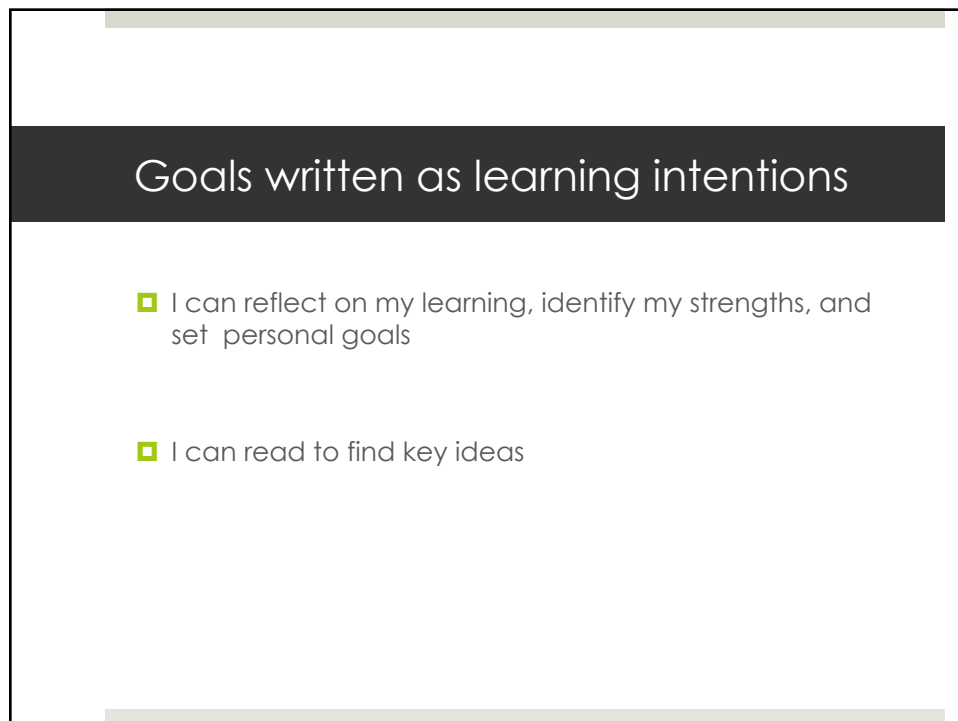 Goals written as learning intentions
I can reflect on my learning, identify my strengths, and
set  personal goals
I can read to find key ideas